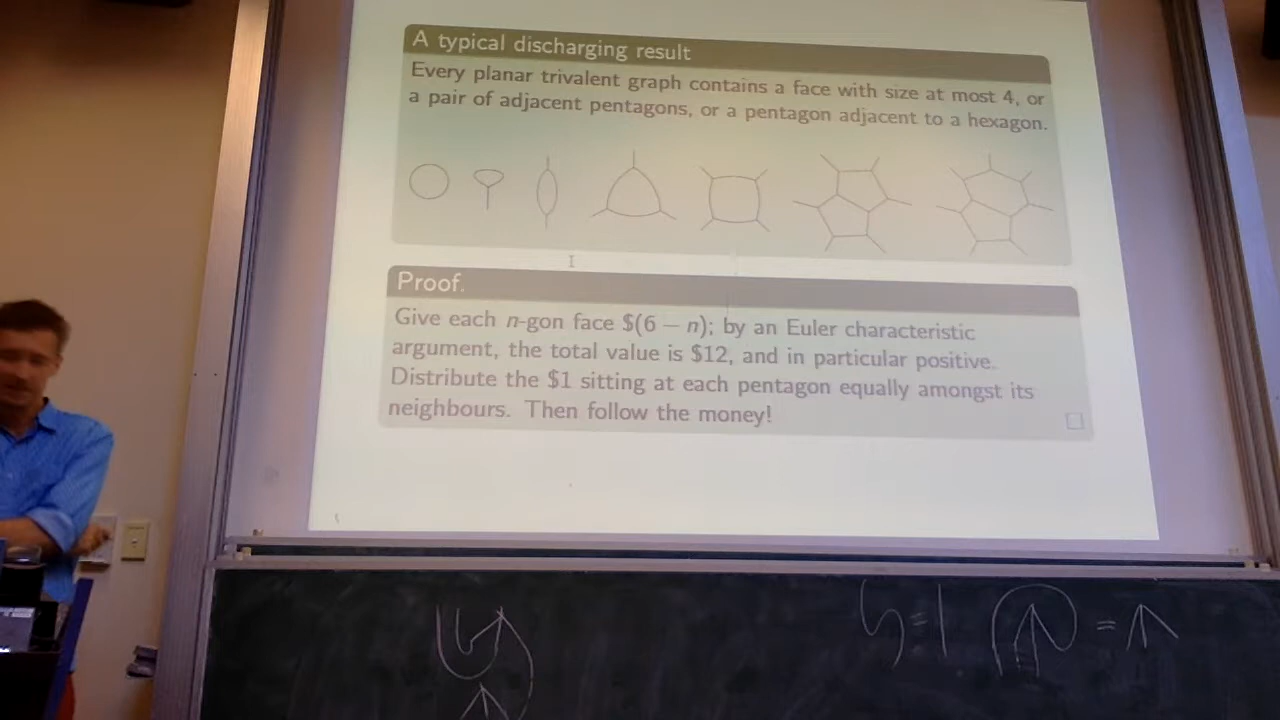 A typical discharging result
Every planar trivalent graph contains a face with size at most 4, or
a pair of adjacent pentagons, or a pentagon adjacent to a hexagon.
Proof.
Give each n-gon face $(6 − n); by an Euler characteristic
argument, the total value is $12, and in particular positive.
Distribute the $1 sitting at each pentagon equally amongst its
neighbours. Then follow the money!